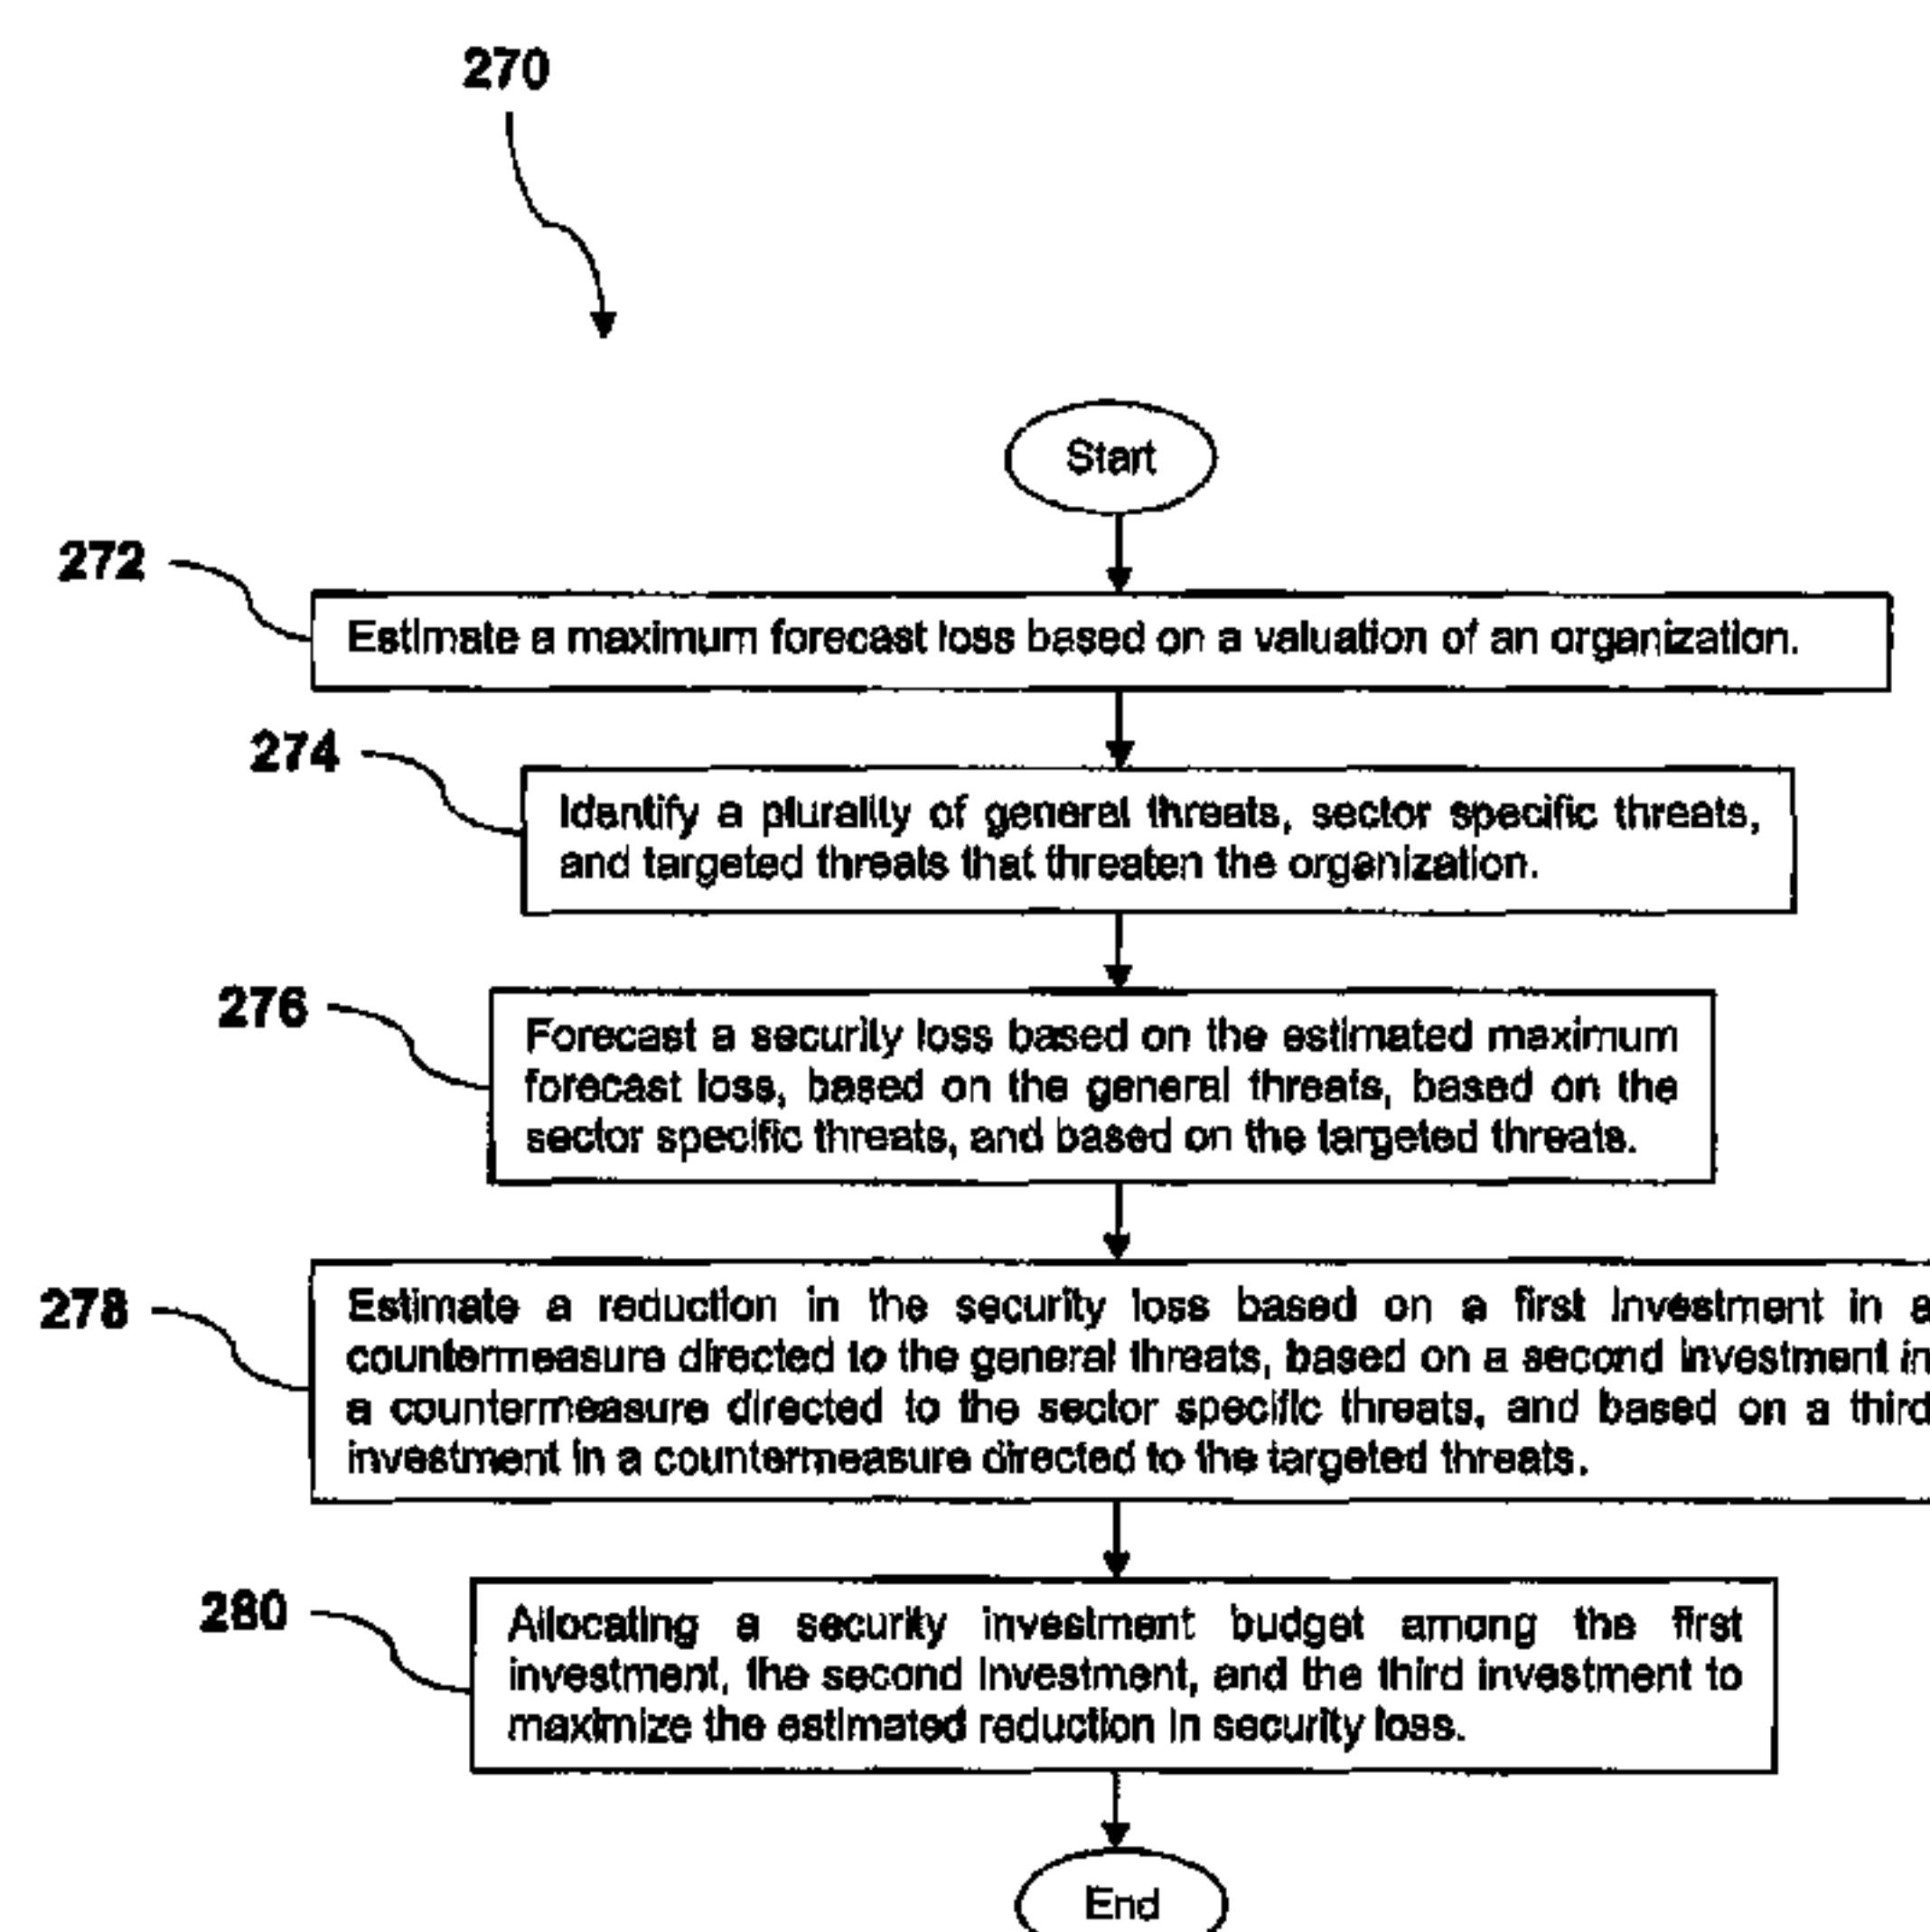 270
Start
272
Estimate a maximum forecast loss based on a valuation of an organization.
274
Identify a plurality of general threats, sector specific threats,
and targeted threats that threaten the organization.
276
Forecast a security loss based on the estimated maximum
forecast loss, based on the general threats, based on the
sector specific threats, and based on the targeted threats.
278
Estimate a reduction in the security loss based on a first investment in a
countermeasure directed to the general threats, based on a second investment in
a countermeasure directed to the sector specific threats, and based on a third
investment in a countermeasure directed to the targeted threats.
280
Allocating a security investment budget among the first
investment, the second investment, and the third investment to
maximize the estimated reduction in security loss.
End